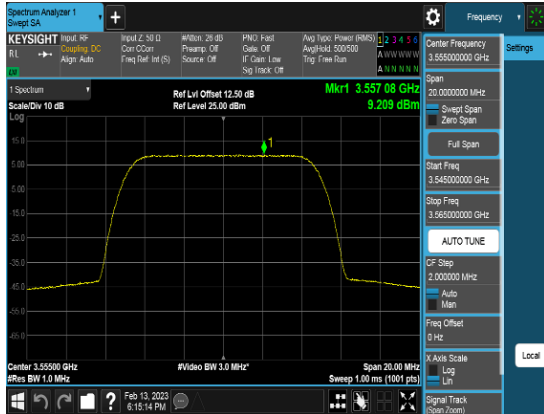 Spectrum Analyzer 1
Swept SA
Frequency
KEYSIGHT
Input: RF
Coupling: DC
Align: Auto
Input Z: 50 Ω
Corr CCorr
Freq Ref: Int (S)
#Atten: 26 dB
Preamp: Off
Source: Off
PNO: Fast
Gate: Off
IF Gain: Low
Sig Track: Off
Avg Type: Power (RMS)
Avg|Hold: 500/500
Trig: Free Run
1 2 3 4 5 6
A W W W W W
A N N N N N
R L
LXI
1 Spectrum
Scale/Div 10 dB
Log
Ref Lvl Offset 12.50 dB
Ref Level 25.00 dBm
Mkr1 3.557 08 GHz
9.209 dBm
1
15.0
5.00
-5.00
-15.0
-25.0
-35.0
-45.0
-55.0
-65.0
Center 3.55500 GHz
#Res BW 1.0 MHz
#Video BW 3.0 MHz*
Span 20.00 MHz
Sweep 1.00 ms (1001 pts)
Center Frequency
3.555000000 GHz
Settings
Span
20.0000000 MHz
Swept Span
Zero Span
Full Span
Start Freq
3.545000000 GHz
Stop Freq
3.565000000 GHz
AUTO TUNE
CF Step
2.000000 MHz
Auto
Man
Freq Offset
0 Hz
X Axis Scale
Log
Lin
Local
Signal Track
(Span Zoom)
Feb 13, 2023
6:15:14 PM